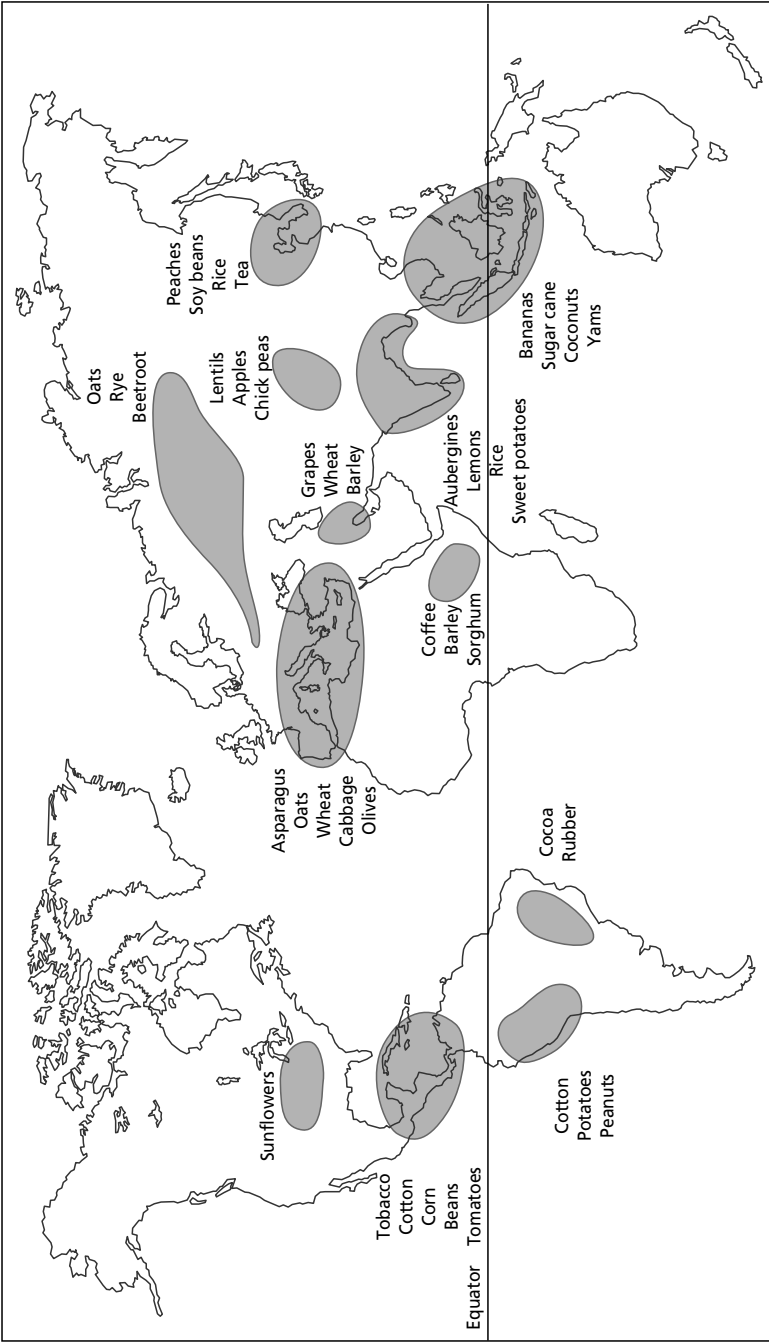 Sunflowers
Tobacco
Cotton
Corn
Beans
Tomatoes
Equator
Cotton
Potatoes
Peanuts
Cocoa
Rubber
Asparagus
Oats
Wheat
Cabbage
Olives
Coffee
Barley
Sorghum
Grapes
Wheat
Barley
Oats
Rye
Beetroot
Lentils
Apples
Chick peas
Aubergines
Lemons
Rice
Sweet potatoes
Peaches
Soy beans
Rice
Tea
Bananas
Sugar cane
Coconuts
Yams